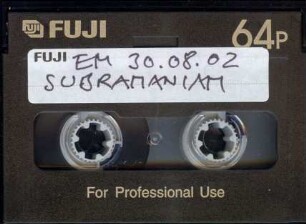 FUJI 64P
FUJI EM 30.08.02
SUBRAMANIAM
For Professional Use